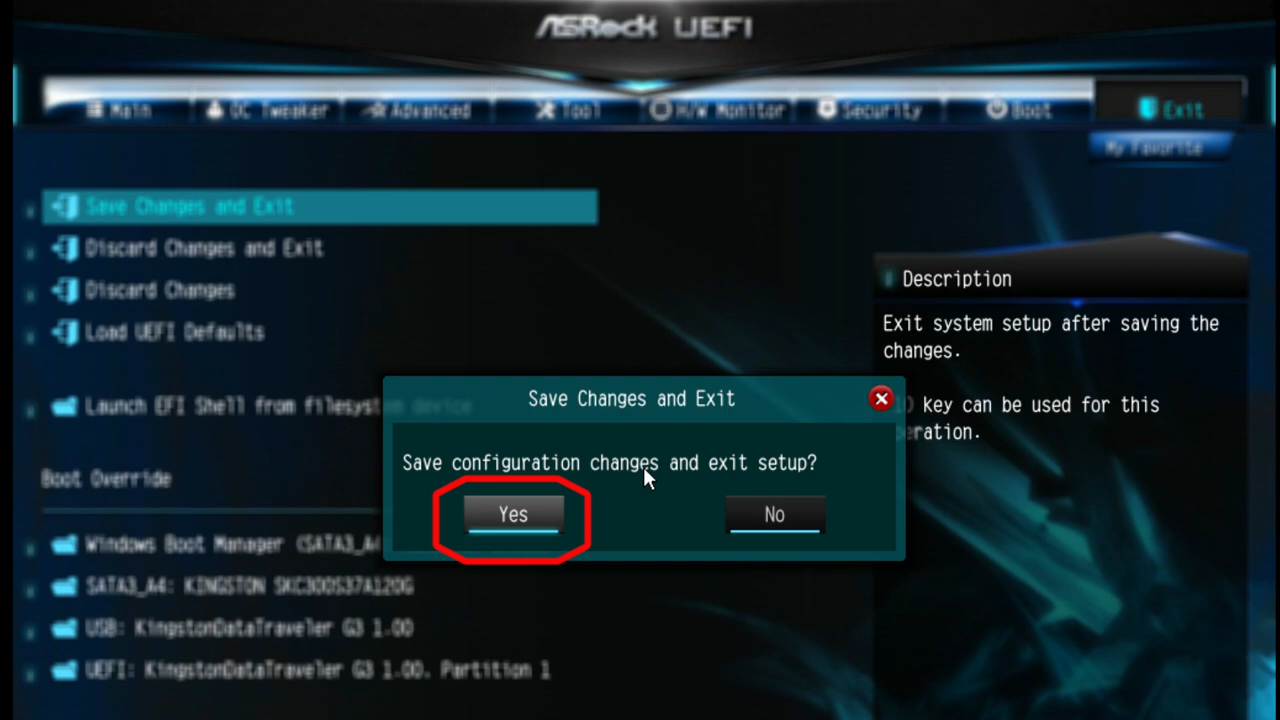 ASRock UEFI
Main
OC Tweaker
Advanced
Tool
H/W Monitor
Security
Boot
Exit
My Favorite
Save Changes and Exit
Discard Changes and Exit
Discard Changes
Load UEFI Defaults
Launch EFI Shell from filesystem device
Boot Override
Windows Boot Manager (SATA3_A4
SATA3_A4: KINGSTON SKC300S37A120G
USB: KingstonDataTraveler G3 1.00
UEFI: KingstonDataTraveler G3 1.00, Partition 1
Description
Exit system setup after saving the
changes.
key can be used for this
eration.
Save Changes and Exit
Save configuration changes and exit setup?
Yes
No